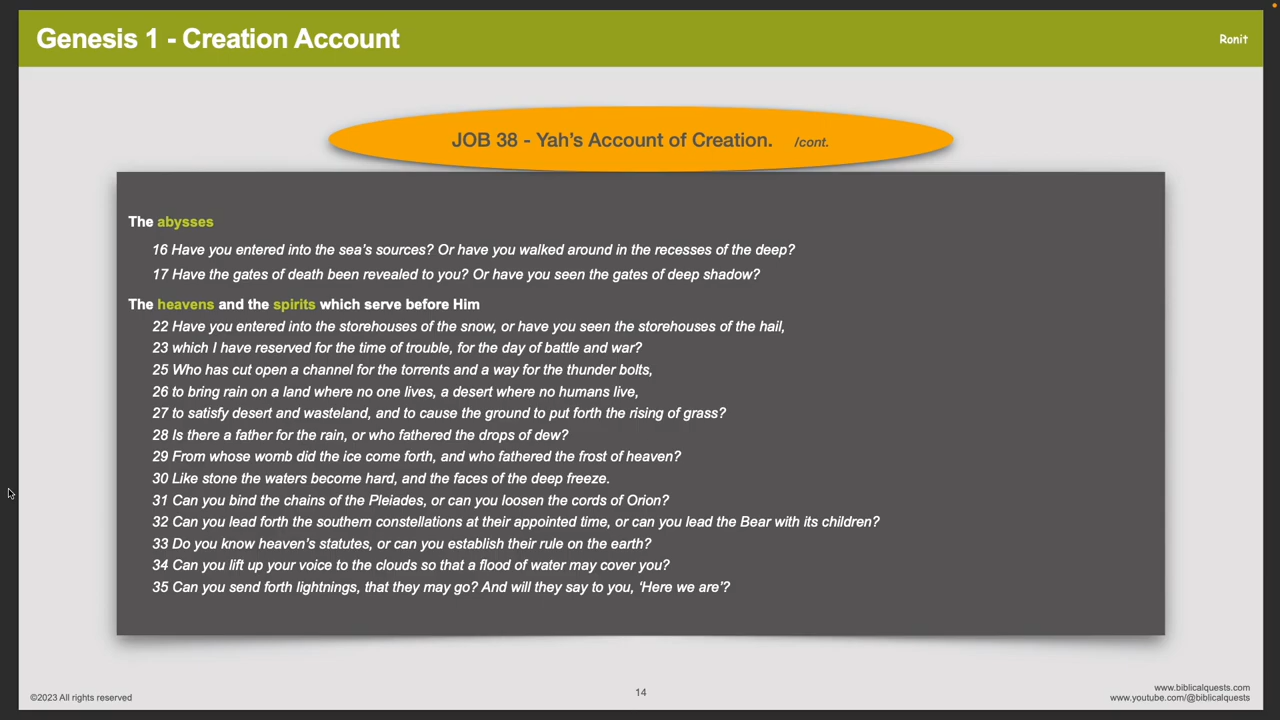 Genesis 1 - Creation Account
Ronit
JOB 38 - Yah’s Account of Creation. /cont.
The abysses
16 Have you entered into the sea’s sources? Or have you walked around in the recesses of the deep?
17 Have the gates of death been revealed to you? Or have you seen the gates of deep shadow?
The heavens and the spirits which serve before Him
22 Have you entered into the storehouses of the snow, or have you seen the storehouses of the hail,
23 which I have reserved for the time of trouble, for the day of battle and war?
25 Who has cut open a channel for the torrents and a way for the thunder bolts,
26 to bring rain on a land where no one lives, a desert where no humans live,
27 to satisfy desert and wasteland, and to cause the ground to put forth the rising of grass?
28 Is there a father for the rain, or who fathered the drops of dew?
29 From whose womb did the ice come forth, and who fathered the frost of heaven?
30 Like stone the waters become hard, and the faces of the deep freeze.
31 Can you bind the chains of the Pleiades, or can you loosen the cords of Orion?
32 Can you lead forth the southern constellations at their appointed time, or can you lead the Bear with its children?
33 Do you know heaven’s statutes, or can you establish their rule on the earth?
34 Can you lift up your voice to the clouds so that a flood of water may cover you?
35 Can you send forth lightnings, that they may go? And will they say to you, ‘Here we are’?
©2023 All rights reserved
14
www.biblicalquests.com
www.youtube.com/@biblicalquests